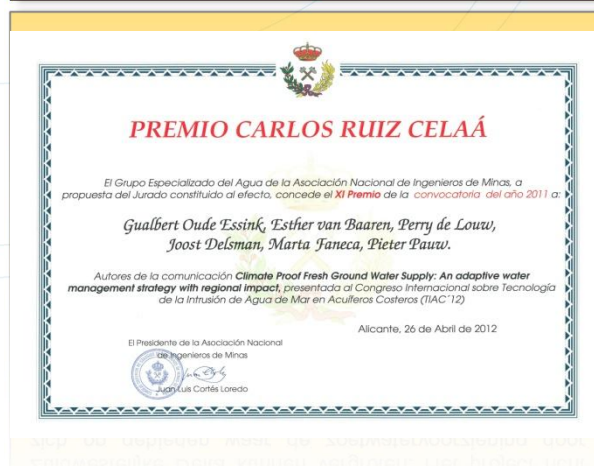 PREMIO CARLOS RUIZ CELAÁ
El Grupo Especializado del Agua de la Asociación Nacional de Ingenieros de Minas, a
propuesta del Jurado constituido al efecto, concede el XI Premio de la convocatoria del año 2011 a:
Gualbert Oude Essink, Esther van Baaren, Perry de Louw,
Joost Delsman, Marta Faneca, Pieter Pauw.
Autores de la comunicación Climate Proof Fresh Ground Water Supply: An adaptive water
management strategy with regional impact, presentada al Congreso Internacional sobre Tecnología
de la Intrusión de Agua de Mar en Acuíferos Costeros (TIAC´12)
Alicante, 26 de Abril de 2012
El Presidente de la Asociación Nacional
de Ingenieros de Minas
Juan Luis Cortés Loredo